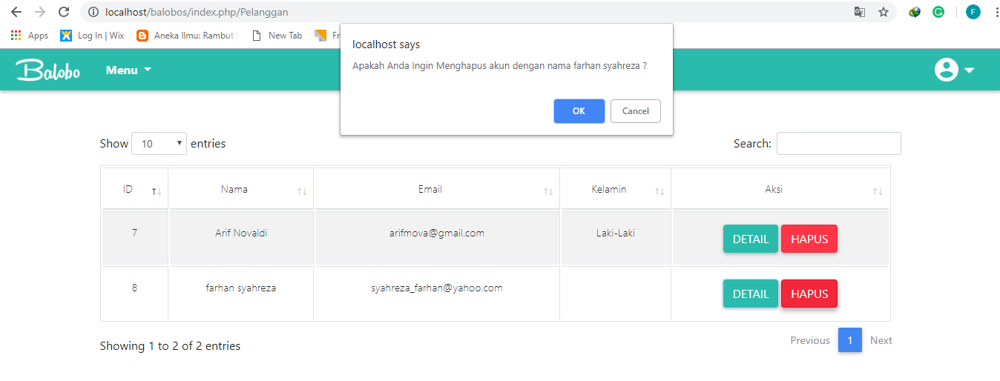 localhost/balobos/index.php/Pelanggan
F
Apps Log In | Wix Aneka Ilmu: Rambut New Tab
localhost says
Apakah Anda Ingin Menghapus akun dengan nama farhan syahreza ?
OK Cancel
Balobo Menu
Show 10 entries Search:
ID Nama Email Kelamin Aksi
7 Arif Novaldi arifmova@gmail.com Laki-Laki DETAIL HAPUS
8 farhan syahreza syahreza_farhan@yahoo.com DETAIL HAPUS
Showing 1 to 2 of 2 entries Previous 1 Next